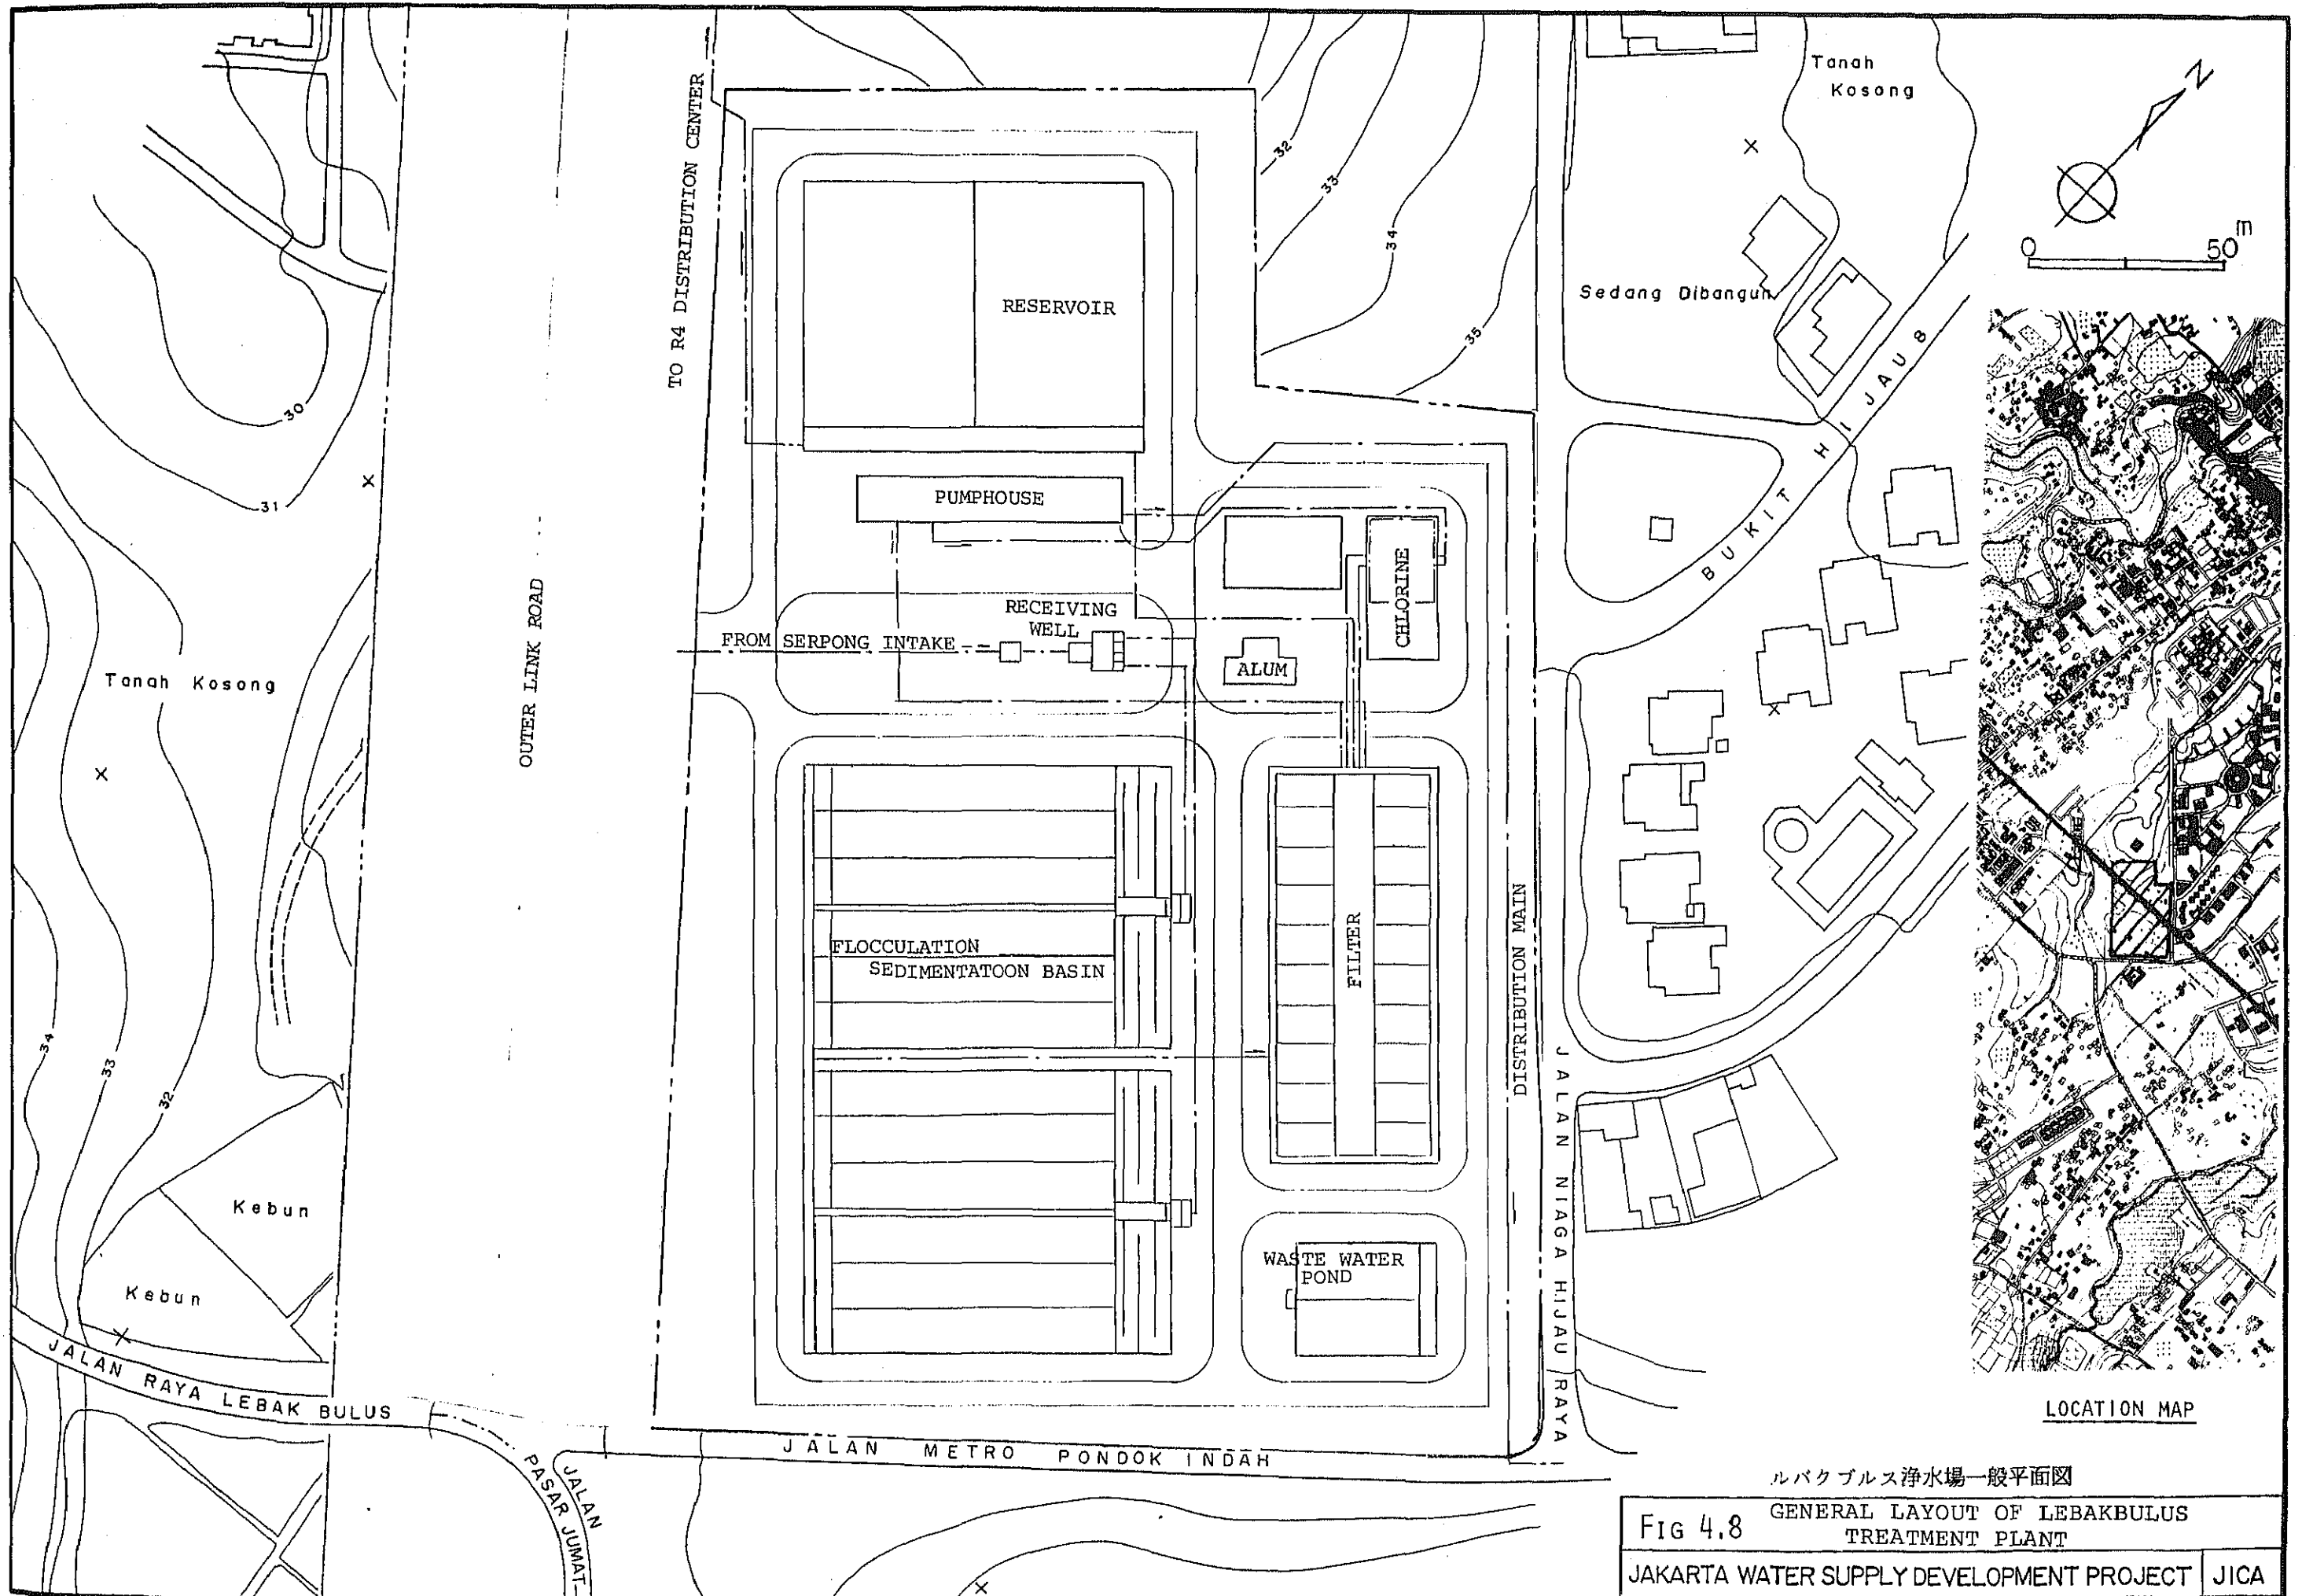 TO R4 DISTRIBUTION CENTER
Tanah
Kosong
N
0 50 m
32
33
34
35
Sedang Dibangun
RESERVOIR
BUKIT HIJAU 8
30
31
PUMPHOUSE
CHLORINE
OUTER LINK ROAD
RECEIVING
WELL
FROM SERPONG INTAKE
ALUM
Tanah Kosong
FLOCCULATION
SEDIMENTATOON BASIN
FILTER
DISTRIBUTION MAIN
34
33
32
JALAN NIAGA HIJAU RAYA
Kebun
Kebun
WASTE WATER
POND
JALAN RAYA LEBAK BULUS
JALAN
PASAR JUMAT
JALAN METRO PONDOK INDAH
LOCATION MAP
ルバクブルス浄水場一般平面図
FIG 4.8 GENERAL LAYOUT OF LEBAKBULUS
TREATMENT PLANT
JAKARTA WATER SUPPLY DEVELOPMENT PROJECT JICA